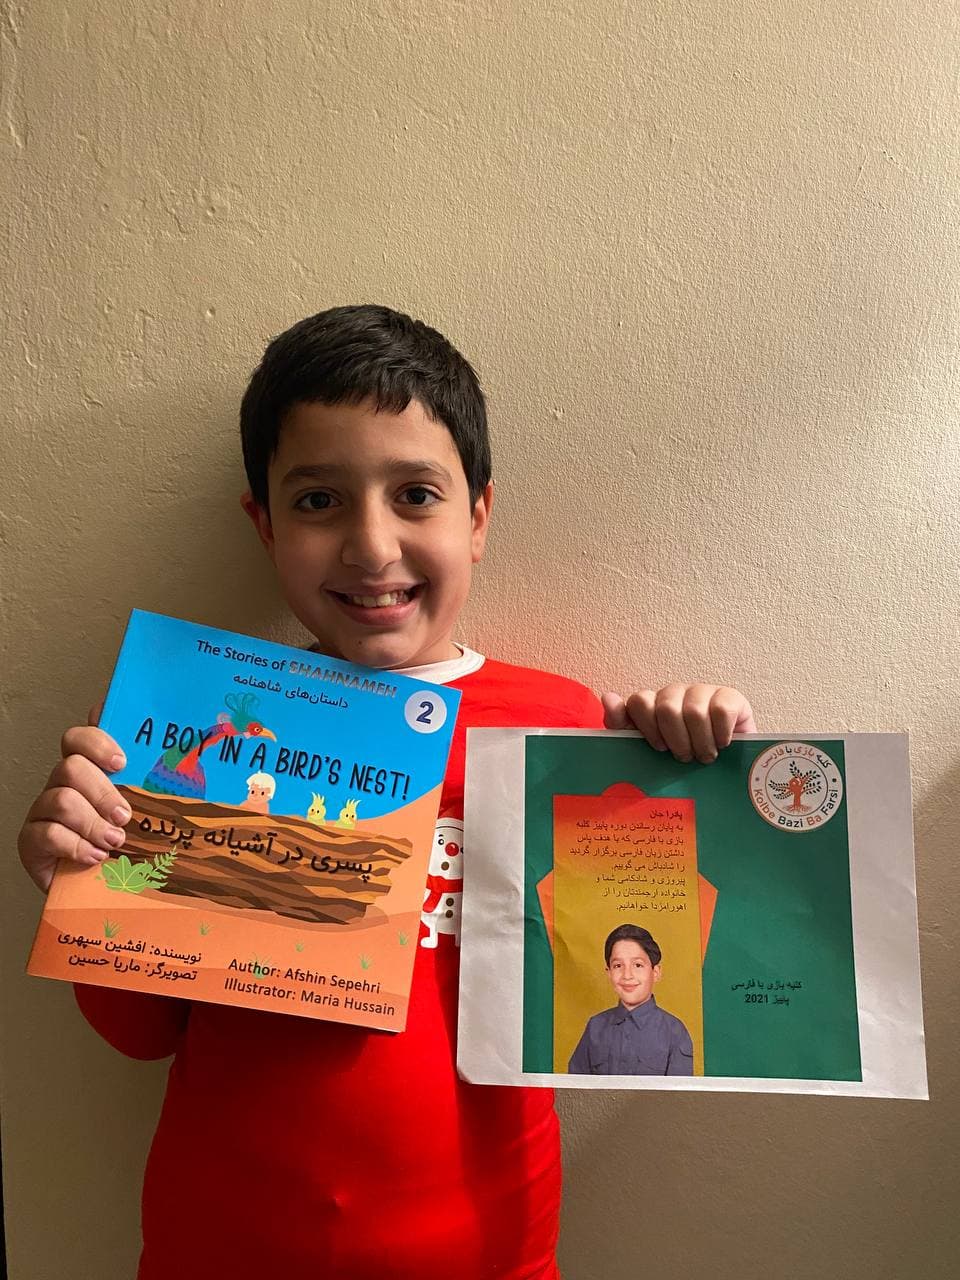 The Stories of SHAHNAMEH
داستان‌های شاهنامه
2
A BOY IN A BIRD'S NEST!
پسری در آشیانه پرنده
نویسنده: افشین سپهری
تصویرگر: ماریا حسین
Author: Afshin Sepehri
Illustrator: Maria Hussain
کلبه بازی با فارسی
Kolbe Bazi Ba Farsi
پادرا جان
به پایان رساندن دوره پاییز کلبه
بازی با فارسی که با هدف پاس
داشتن زبان فارسی برگزار گردید
را شادباش می گوییم
پیروزی و شادکامی شما و
خانواده ارجمندتان را از
اهورامزدا خواهانیم.
کلبه بازی با فارسی
پاییز 2021